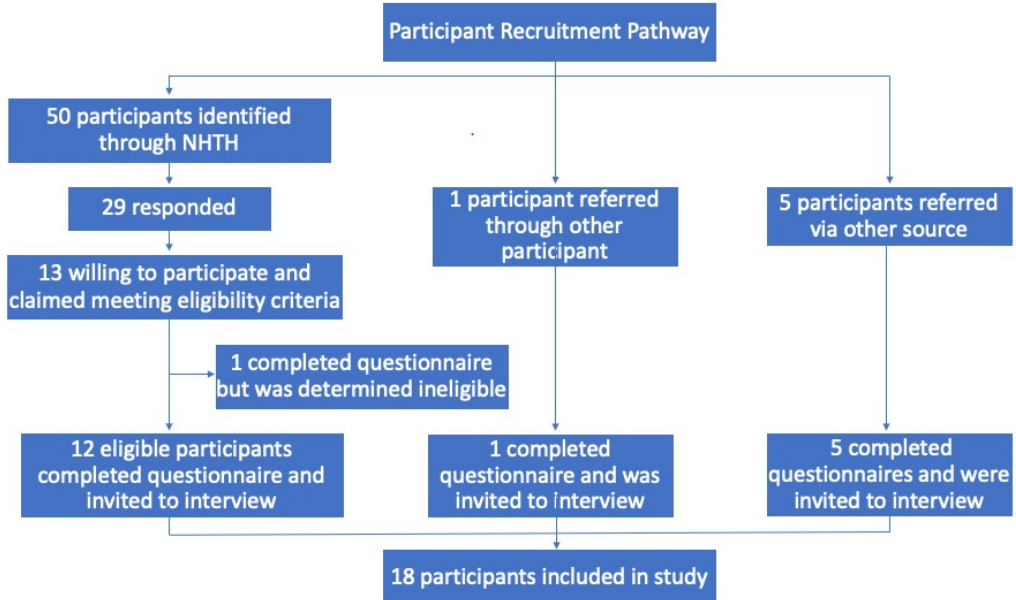 Participant Recruitment Pathway
50 participants identified
through NHTH
29 responded
13 willing to participate and
claimed meeting eligibility criteria
1 completed questionnaire
but was determined ineligible
12 eligible participants
completed questionnaire and
invited to interview
1 participant referred
through other
participant
1 completed
questionnaire and was
invited to interview
5 participants referred
via other source
5 completed
questionnaires and were
invited to interview
18 participants included in study